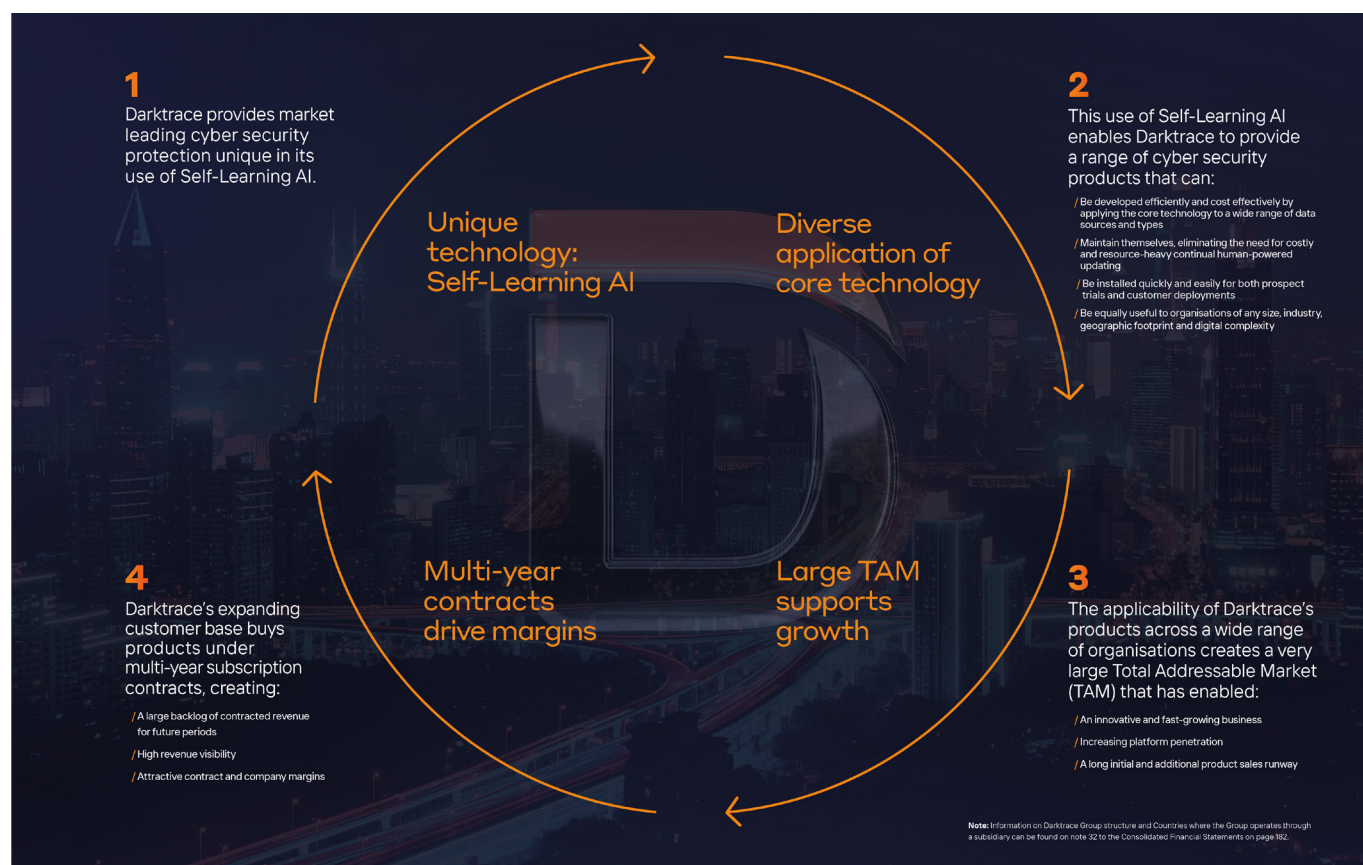 1
Darktrace provides market
leading cyber security
protection unique in its
use of Self-Learning AI.
Unique
technology:
Self-Learning AI
Diverse
application of
core technology
2
This use of Self-Learning AI
enables Darktrace to provide
a range of cyber security
products that can:
/ Be developed efficiently and cost effectively by
applying the core technology to a wide range of data
sources and types
/ Maintain themselves, eliminating the need for costly
and resource-heavy continual human-powered
updating
/ Be installed quickly and easily for both prospect
trials and customer deployments
/ Be equally useful to organisations of any size, industry,
geographic footprint and digital complexity
Large TAM
supports
growth
3
The applicability of Darktrace's
products across a wide range
of organisations creates a very
large Total Addressable Market
(TAM) that has enabled:
/ An innovative and fast-growing business
/ Increasing platform penetration
/ A long initial and additional product sales runway
Multi-year
contracts
drive margins
4
Darktrace's expanding
customer base buys
products under
multi-year subscription
contracts, creating:
/ A large backlog of contracted revenue
for future periods
/ High revenue visibility
/ Attractive contract and company margins
Note: Information on Darktrace Group structure and Countries where the Group operates through
a subsidiary can be found on note 32 to the Consolidated Financial Statements on page 182.